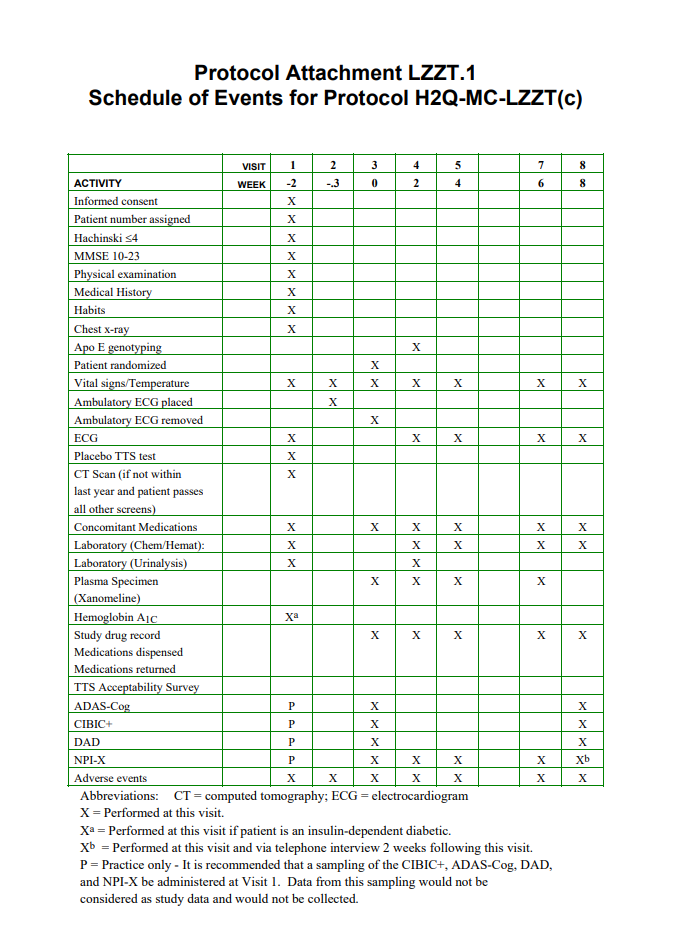 Protocol Attachment LZZT.1
Schedule of Events for Protocol H2Q-MC-LZZT(c)
VISIT 1 2 3 4 5 7 8
ACTIVITY WEEK -2 -.3 0 2 4 6 8
Informed consent X
Patient number assigned X
Hachinski ≤4 X
MMSE 10-23 X
Physical examination X
Medical History X
Habits X
Chest x-ray X
Apo E genotyping X
Patient randomized X
Vital signs/Temperature X X X X X X X
Ambulatory ECG placed X
Ambulatory ECG removed X
ECG X X X X X
Placebo TTS test X
CT Scan (if not within X
last year and patient passes
all other screens)
Concomitant Medications X X X X X X
Laboratory (Chem/Hemat): X X X X X
Laboratory (Urinalysis) X X
Plasma Specimen X X X X
(Xanomeline)
Hemoglobin A1C Xa
Study drug record X X X X X
Medications dispensed
Medications returned
TTS Acceptability Survey
ADAS-Cog P X X
CIBIC+ P X X
DAD P X X
NPI-X P X X X X Xb
Adverse events X X X X X X X
Abbreviations: CT = computed tomography; ECG = electrocardiogram
X = Performed at this visit.
Xa = Performed at this visit if patient is an insulin-dependent diabetic.
Xb = Performed at this visit and via telephone interview 2 weeks following this visit.
P = Practice only - It is recommended that a sampling of the CIBIC+, ADAS-Cog, DAD,
and NPI-X be administered at Visit 1. Data from this sampling would not be
considered as study data and would not be collected.